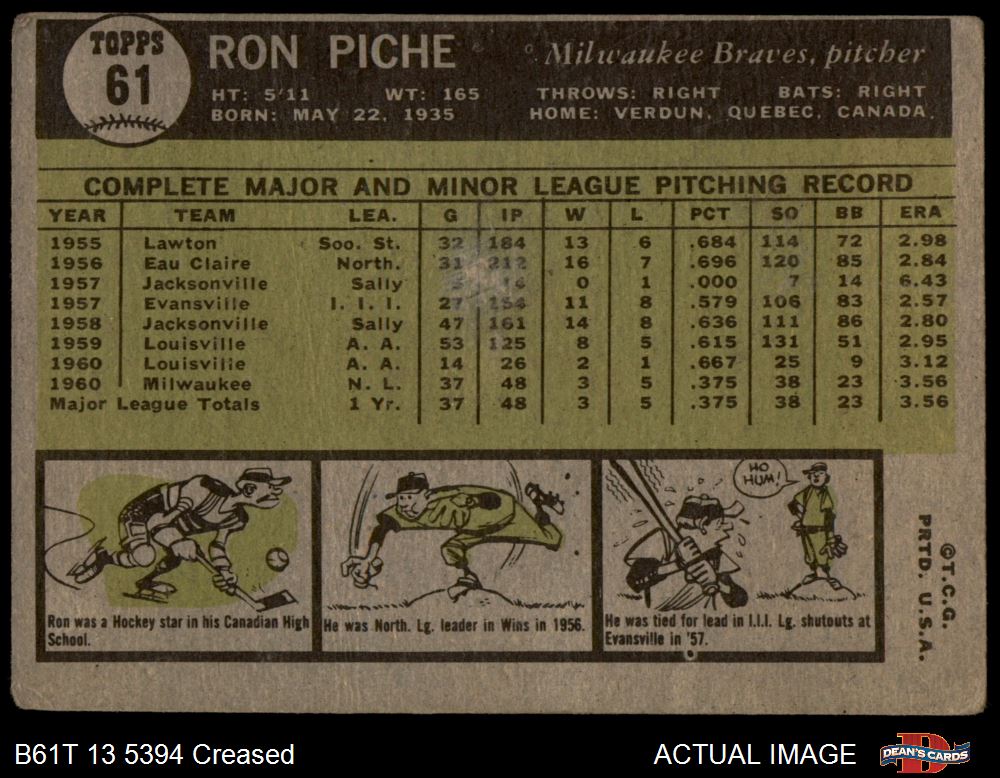 TOPPS
61
RON PICHE
Milwaukee Braves, pitcher
HT: 5'11 WT: 165 THROWS: RIGHT BATS: RIGHT
BORN: MAY 22, 1935 HOME: VERDUN, QUEBEC, CANADA
COMPLETE MAJOR AND MINOR LEAGUE PITCHING RECORD
YEAR TEAM LEA. G IP W L PCT SO BB ERA
1955 Lawton Soo. St. 32 184 13 6 .684 114 72 2.98
1956 Eau Claire North. 31 212 16 7 .696 120 85 2.84
1957 Jacksonville Sally 0 1 .000 7 14 6.43
1957 Evansville I. I. I. 27 154 11 8 .579 106 83 2.57
1958 Jacksonville Sally 47 161 14 8 .636 111 86 2.80
1959 Louisville A. A. 53 125 8 5 .615 131 51 2.95
1960 Louisville A. A. 14 26 2 1 .667 25 9 3.12
1960 Milwaukee N. L. 37 48 3 5 .375 38 23 3.56
Major League Totals 1 Yr. 37 48 3 5 .375 38 23 3.56
Ron was a Hockey star in his Canadian High
School.
He was North. Lg. leader in Wins in 1956.
HO
HUM!
He was tied for lead in I.I.I. Lg. shutouts at
Evansville in '57.
©T.C.G.
PRTD. U.S.A.
B61T 13 5394 Creased
ACTUAL IMAGE
DEAN'S CARDS